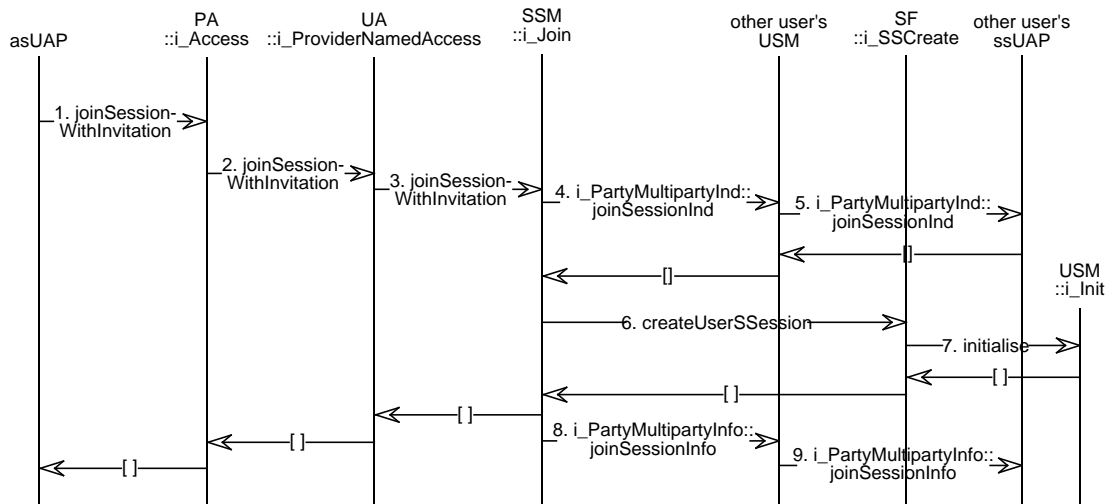 asUAP
PA
::i_Access
UA
::i_ProviderNamedAccess
SSM
::i_Join
other user's
USM
SF
::i_SSCreate
other user's
ssUAP
1. joinSession-
WithInvitation
2. joinSession-
WithInvitation
3. joinSession-
WithInvitation
4. i_PartyMultipartyInd::
joinSessionInd
5. i_PartyMultipartyInd::
joinSessionInd
[]
[]
USM
::i_Init
6. createUserSSession
7. initialise
[ ]
[ ]
[ ]
8. i_PartyMultipartyInfo::
joinSessionInfo
[ ]
9. i_PartyMultipartyInfo::
joinSessionInfo
[ ]